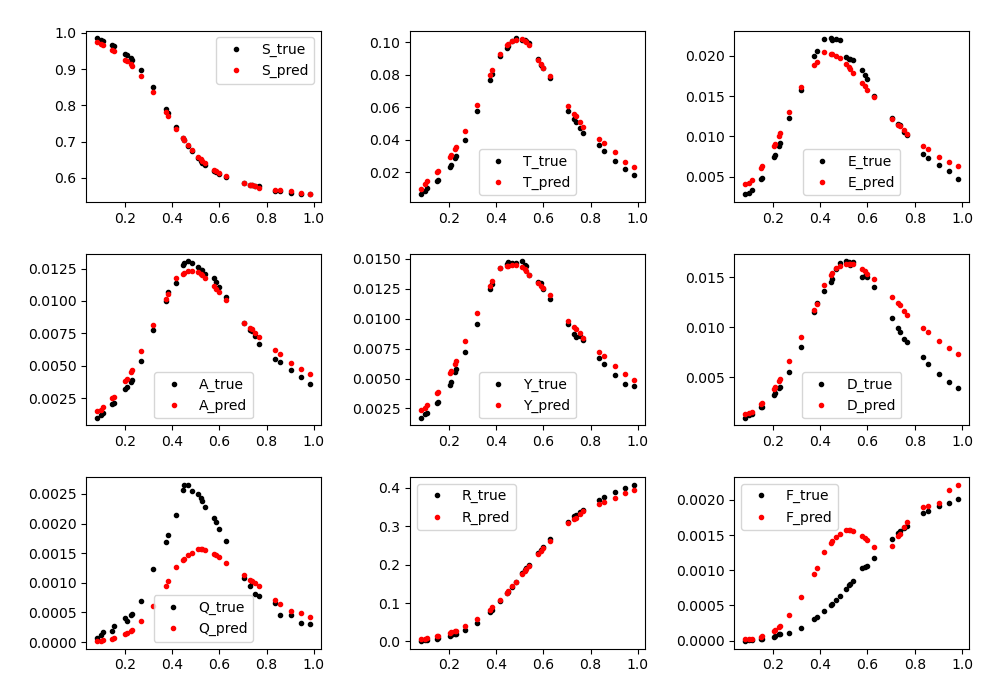 1.0
0.9
0.8
0.7
0.6
S_true
S_pred
0.2 0.4 0.6 0.8 1.0
0.10
0.08
0.06
0.04
0.02
T_true
T_pred
0.2 0.4 0.6 0.8 1.0
0.020
0.015
0.010
0.005
E_true
E_pred
0.2 0.4 0.6 0.8 1.0
0.0125
0.0100
0.0075
0.0050
0.0025
A_true
A_pred
0.2 0.4 0.6 0.8 1.0
0.0150
0.0125
0.0100
0.0075
0.0050
0.0025
Y_true
Y_pred
0.2 0.4 0.6 0.8 1.0
0.015
0.010
0.005
D_true
D_pred
0.2 0.4 0.6 0.8 1.0
0.0025
0.0020
0.0015
0.0010
0.0005
0.0000
Q_true
Q_pred
0.2 0.4 0.6 0.8 1.0
0.4
0.3
0.2
0.1
0.0
R_true
R_pred
0.2 0.4 0.6 0.8 1.0
0.0020
0.0015
0.0010
0.0005
0.0000
F_true
F_pred
0.2 0.4 0.6 0.8 1.0